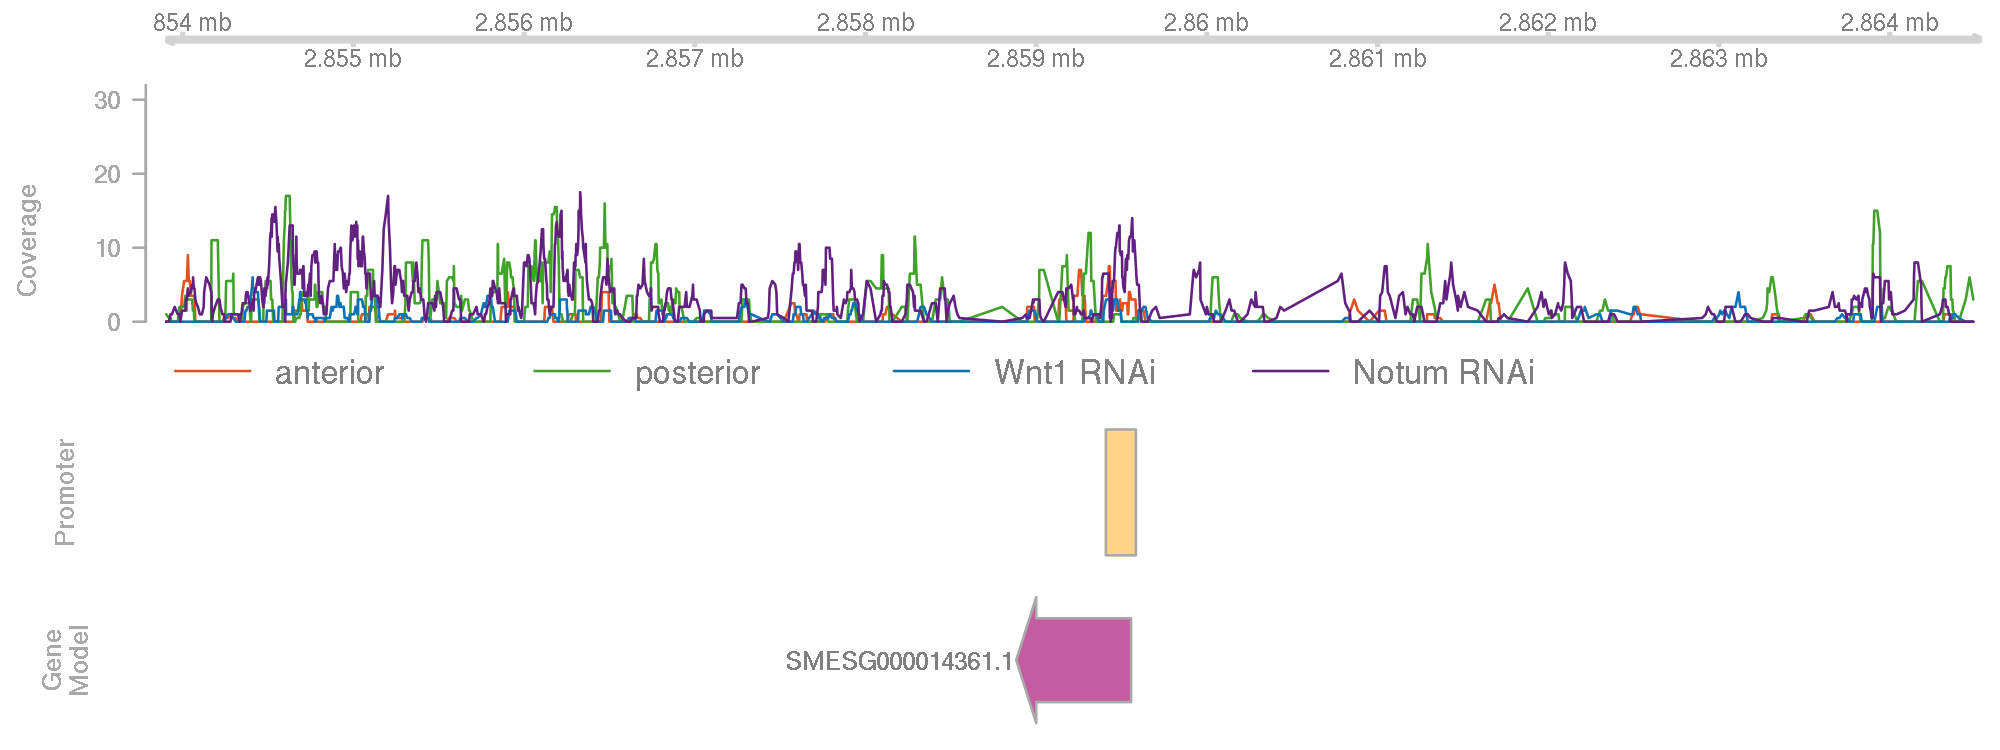 854 mb 2.856 mb 2.858 mb 2.86 mb 2.862 mb 2.864 mb
2.855 mb 2.857 mb 2.859 mb 2.861 mb 2.863 mb
30
20
10
0
Coverage
anterior posterior Wnt1 RNAi Notum RNAi
Promoter
SMESG000014361.1
Gene
Model